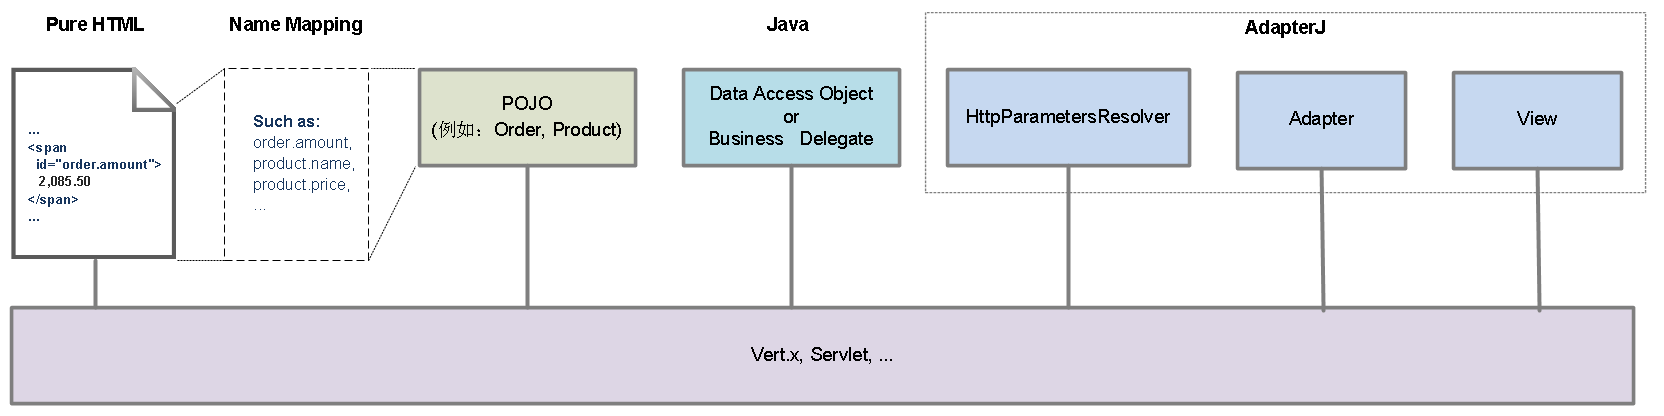 Pure HTML
Name Mapping
Java
AdapterJ
...
<span
id="order.amount">
2,085.50
</span>
...
Such as:
order.amount,
product.name,
product.price,
...
POJO
(例如：Order, Product)
Data Access Object
or
Business Delegate
HttpParametersResolver
Adapter
View
Vert.x, Servlet, ...